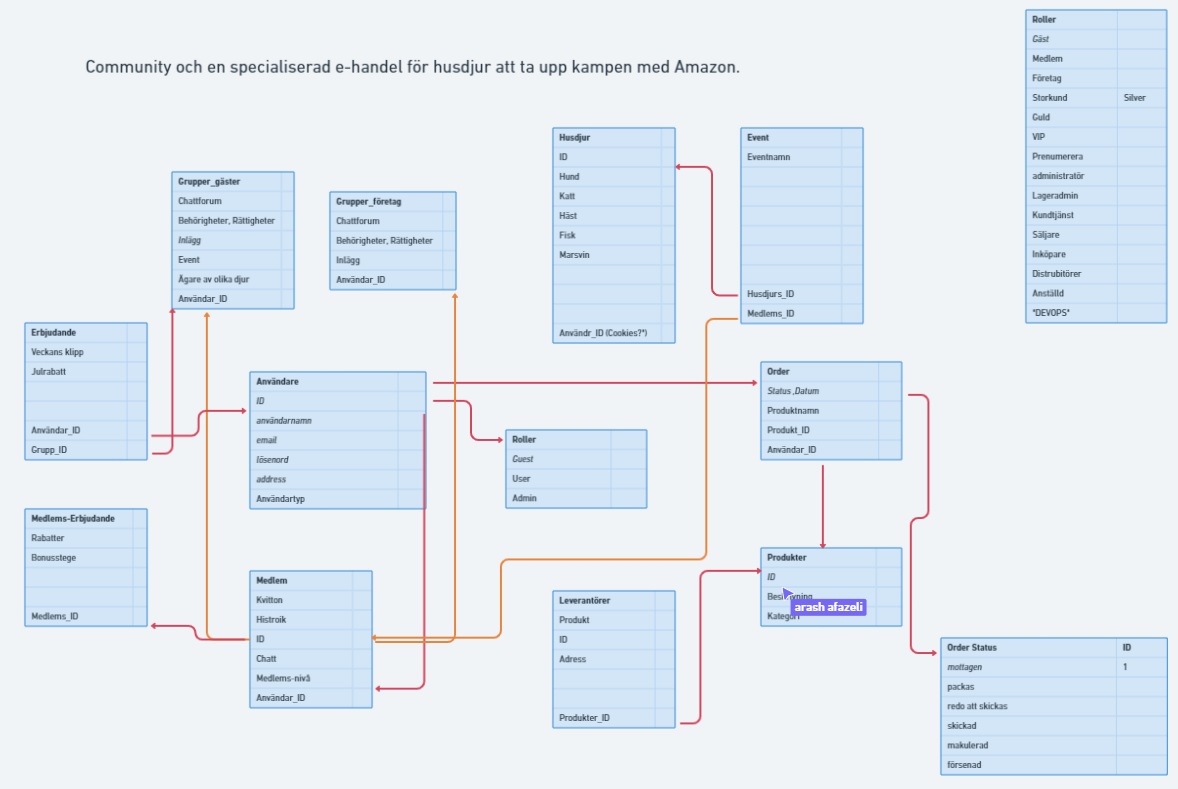 Community och en specialiserad e-handel för husdjur att ta upp kampen med Amazon.
Roller
Gäst
Medlem
Företag
Storkund Silver
Guld
VIP
Prenumerera
administratör
Lageradmin
Kundtjänst
Säljare
Inköpare
Distrubitörer
Anställd
"DEVOPS"
Husdjur
ID
Hund
Katt
Häst
Fisk
Marsvin
Användr_ID (Cookies?*)
Event
Eventnamn
Husdjurs_ID
Medlems_ID
Grupper_gäster
Chattforum
Behörigheter, Rättigheter
Inlägg
Event
Ägare av olika djur
Användar_ID
Grupper_företag
Chattforum
Behörigheter, Rättigheter
Inlägg
Användar_ID
Erbjudande
Veckans klipp
Julrabatt
Användar_ID
Grupp_ID
Användare
ID
användarnamn
email
lösenord
address
Användartyp
Roller
Guest
User
Admin
Order
Status ,Datum
Produktnamn
Produkt_ID
Användar_ID
Medlems-Erbjudande
Rabatter
Bonusstege
Medlems_ID
Medlem
Kvitton
Histroik
ID
Chatt
Medlems-nivå
Användar_ID
Leverantörer
Produkt
ID
Adress
Produkter_ID
Produkter
ID
Beskrivning
arash afazeli
Kategori
Order Status ID
mottagen 1
packas
redo att skickas
skickad
makulerad
försenad